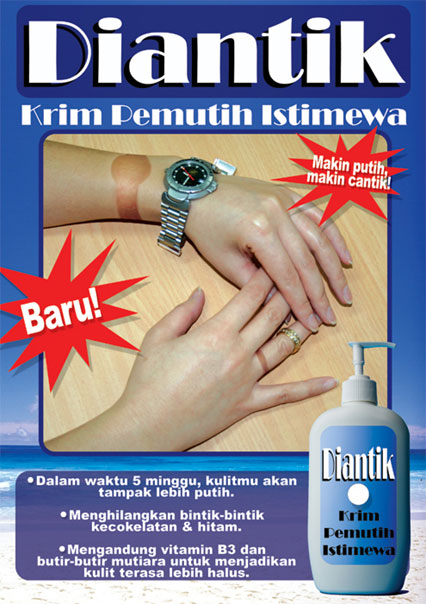 Diantik
Krim Pemutih Istimewa
Makin putih,
makin cantik!
Baru!
•Dalam waktu 5 minggu, kulitmu akan
tampak lebih putih.
•Menghilangkan bintik-bintik
kecokelatan & hitam.
•Mengandung vitamin B3 dan
butir-butir mutiara untuk menjadikan
kulit terasa lebih halus.
Diantik
Krim
Pemutih
Istimewa